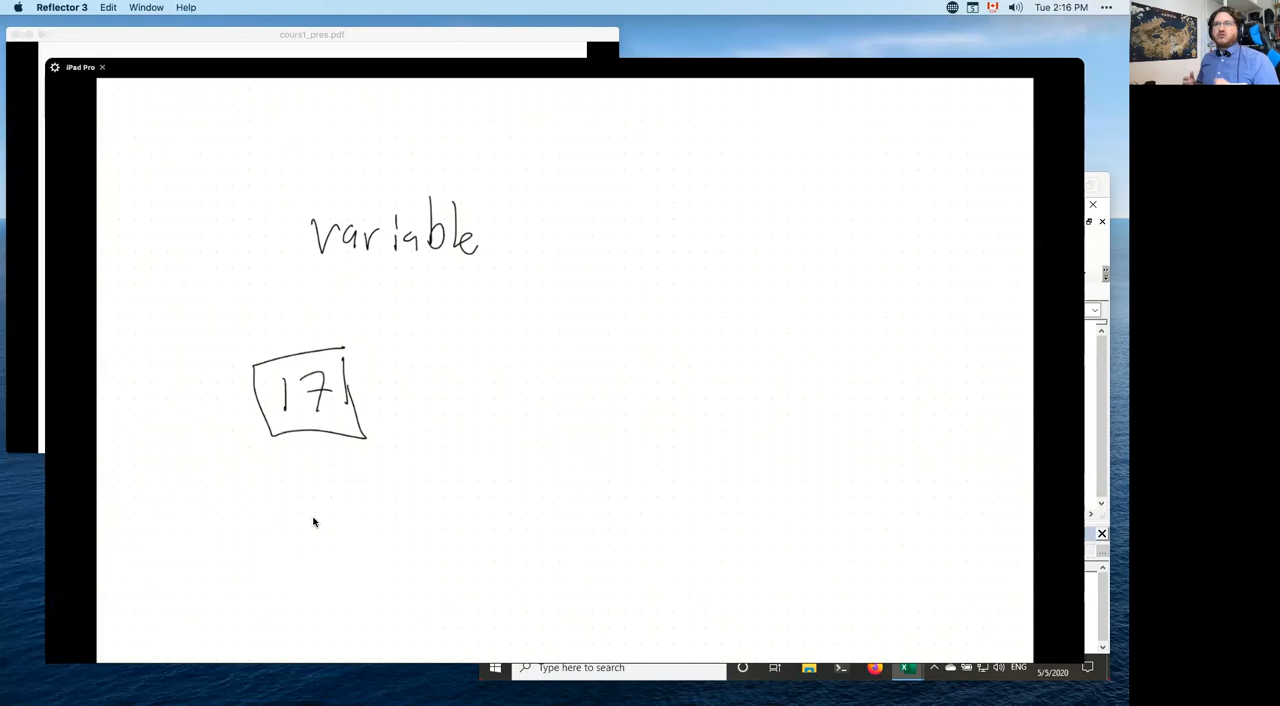 Reflector 3 Edit Window Help Tue 2:16 PM
cours1_pres.pdf
iPad Pro
variable
17
Type here to search
ENG
5/5/2020